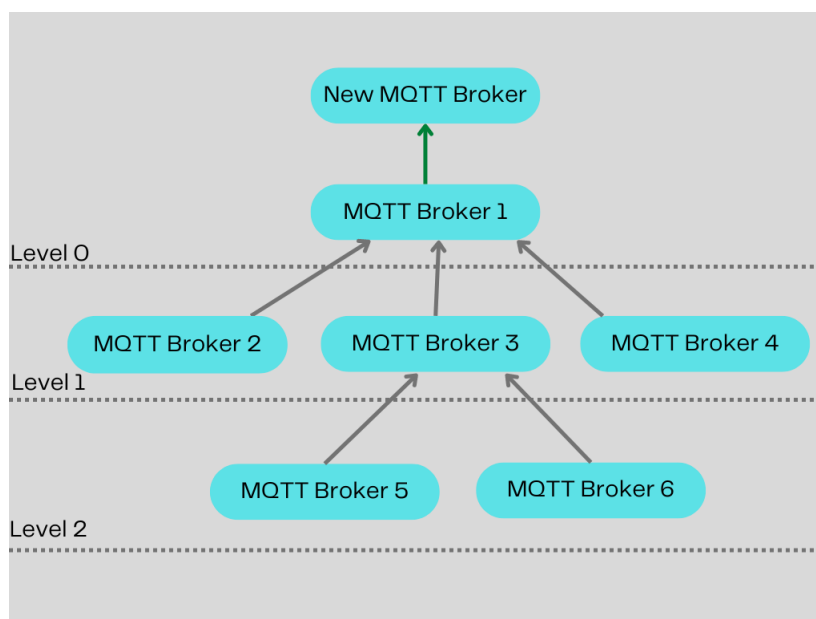 New MQTT Broker
MQTT Broker 1
Level 0
MQTT Broker 2
MQTT Broker 3
MQTT Broker 4
Level 1
MQTT Broker 5
MQTT Broker 6
Level 2